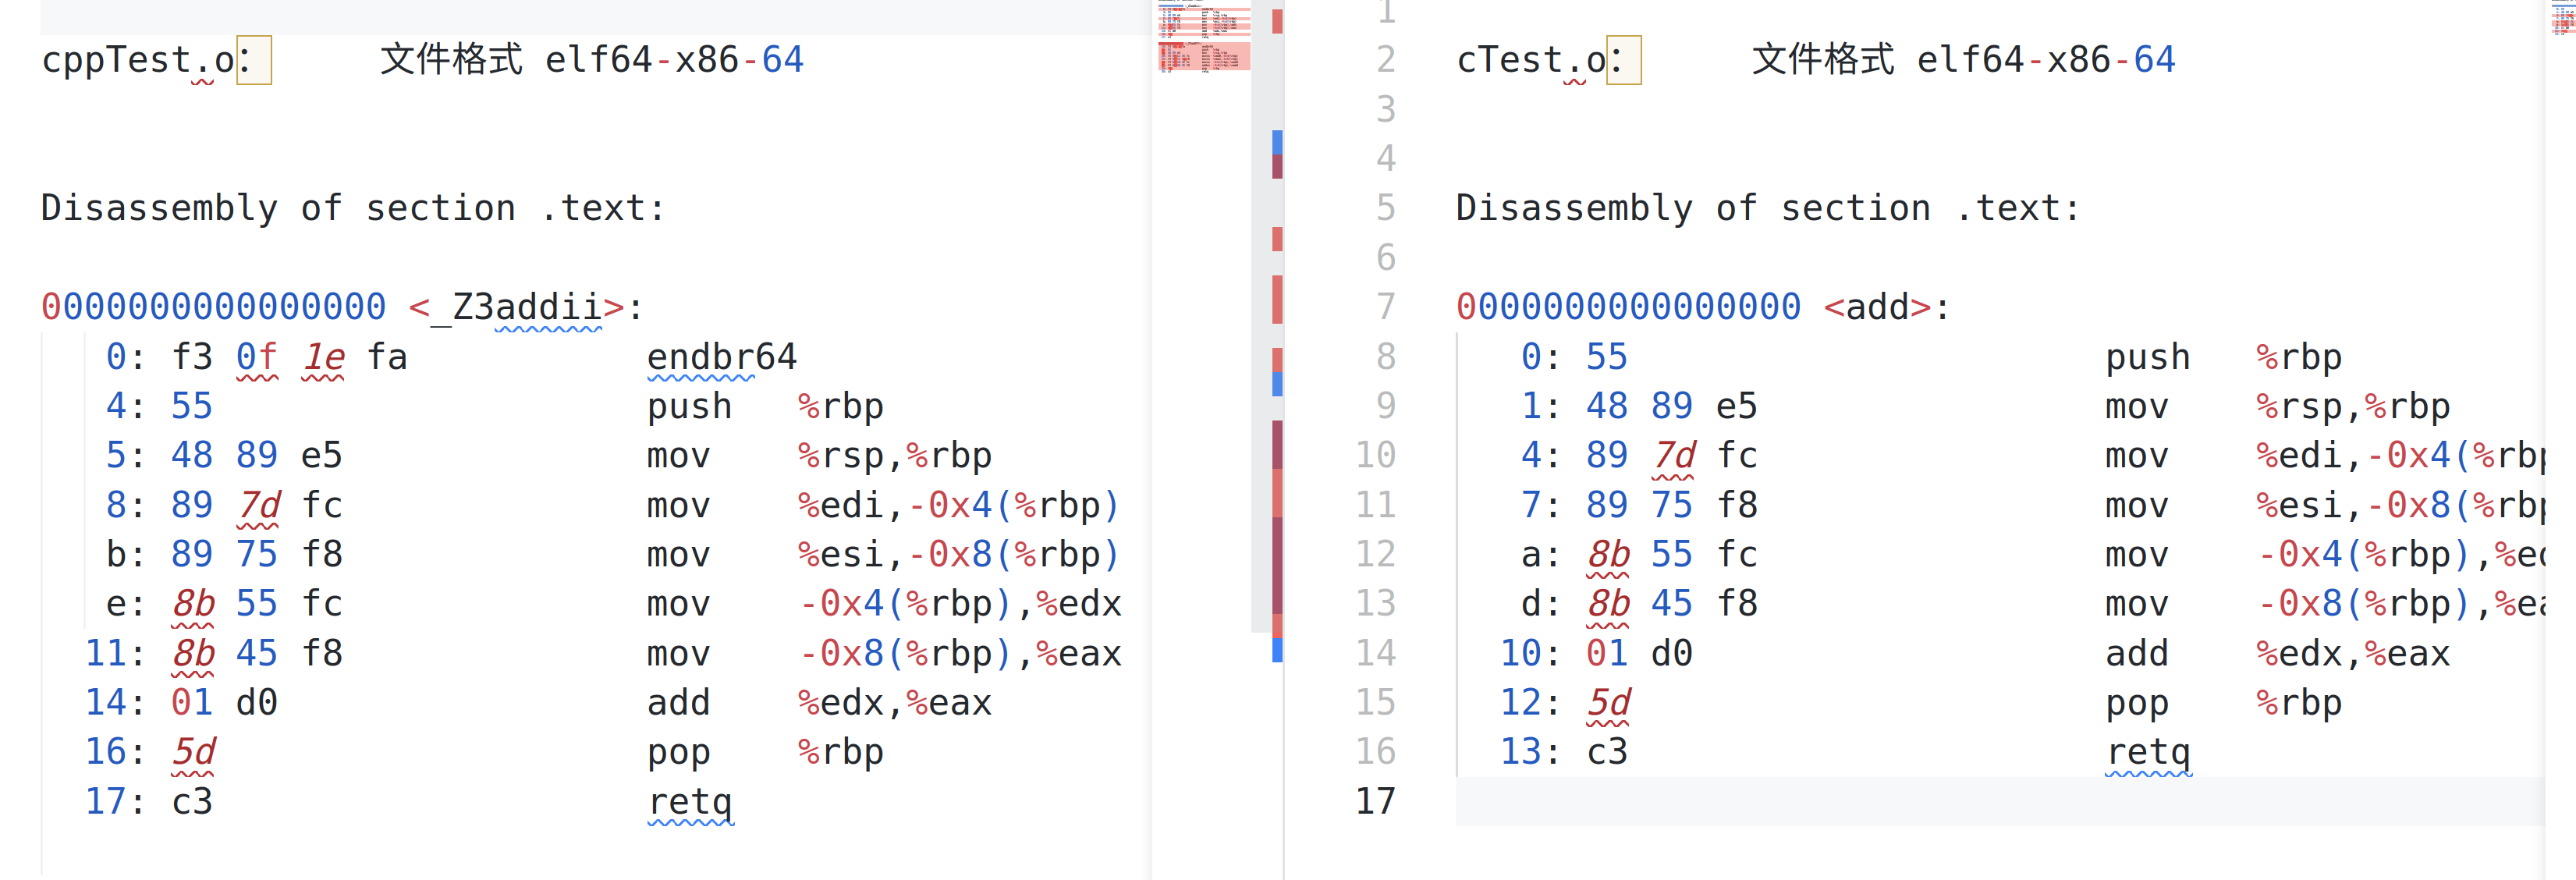 cppTest.o：     文件格式 elf64-x86-64
Disassembly of section .text:
0000000000000000 <_Z3addii>:
0: f3 0f 1e fa endbr64
4: 55 push %rbp
5: 48 89 e5 mov %rsp,%rbp
8: 89 7d fc mov %edi,-0x4(%rbp)
b: 89 75 f8 mov %esi,-0x8(%rbp)
e: 8b 55 fc mov -0x4(%rbp),%edx
11: 8b 45 f8 mov -0x8(%rbp),%eax
14: 01 d0 add %edx,%eax
16: 5d pop %rbp
17: c3 retq
1
2 cTest.o：     文件格式 elf64-x86-64
3
4
5 Disassembly of section .text:
6
7 0000000000000000 <add>:
8 0: 55 push %rbp
9 1: 48 89 e5 mov %rsp,%rbp
10 4: 89 7d fc mov %edi,-0x4(%rbp
11 7: 89 75 f8 mov %esi,-0x8(%rbp
12 a: 8b 55 fc mov -0x4(%rbp),%ed
13 d: 8b 45 f8 mov -0x8(%rbp),%ea
14 10: 01 d0 add %edx,%eax
15 12: 5d pop %rbp
16 13: c3 retq
17